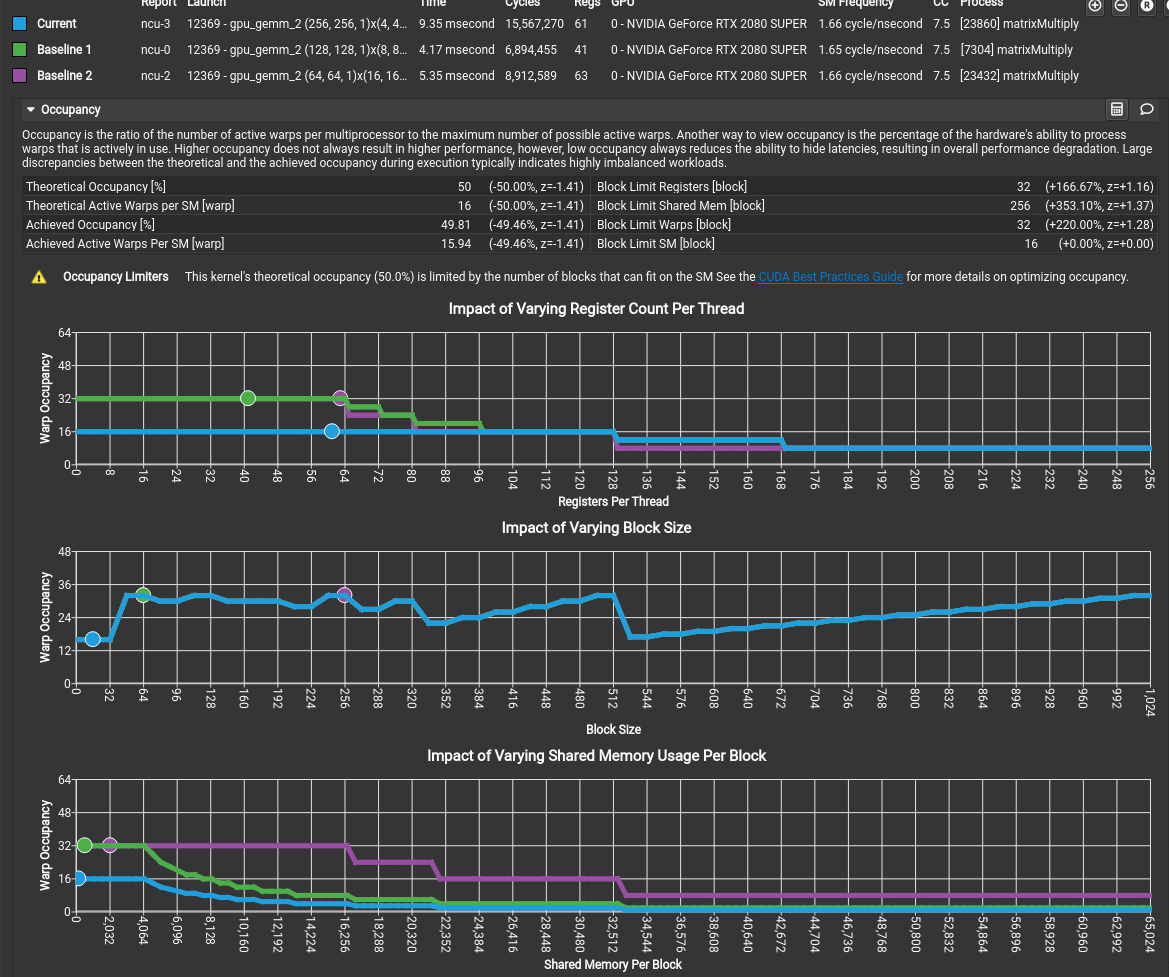 Report Launch Time Cycles Regs GPU SM Frequency CC Process
Current ncu-3 12369 - gpu_gemm_2 (256, 256, 1)x(4, 4... 9.35 msecond 15,567,270 61 0 - NVIDIA GeForce RTX 2080 SUPER 1.66 cycle/nsecond 7.5 [23860] matrixMultiply
Baseline 1 ncu-0 12369 - gpu_gemm_2 (128, 128, 1)x(8, 8... 4.17 msecond 6,894,455 41 0 - NVIDIA GeForce RTX 2080 SUPER 1.65 cycle/nsecond 7.5 [7304] matrixMultiply
Baseline 2 ncu-2 12369 - gpu_gemm_2 (64, 64, 1)x(16, 16... 5.35 msecond 8,912,589 63 0 - NVIDIA GeForce RTX 2080 SUPER 1.66 cycle/nsecond 7.5 [23432] matrixMultiply
R
Occupancy
Occupancy is the ratio of the number of active warps per multiprocessor to the maximum number of possible active warps. Another way to view occupancy is the percentage of the hardware's ability to process
warps that is actively in use. Higher occupancy does not always result in higher performance, however, low occupancy always reduces the ability to hide latencies, resulting in overall performance degradation. Large
discrepancies between the theoretical and the achieved occupancy during execution typically indicates highly imbalanced workloads.
Theoretical Occupancy [%] 50 (-50.00%, z=-1.41) Block Limit Registers [block] 32 (+166.67%, z=+1.16)
Theoretical Active Warps per SM [warp] 16 (-50.00%, z=-1.41) Block Limit Shared Mem [block] 256 (+353.10%, z=+1.37)
Achieved Occupancy [%] 49.81 (-49.46%, z=-1.41) Block Limit Warps [block] 32 (+220.00%, z=+1.28)
Achieved Active Warps Per SM [warp] 15.94 (-49.46%, z=-1.41) Block Limit SM [block] 16 (+0.00%, z=+0.00)
Occupancy Limiters This kernel's theoretical occupancy (50.0%) is limited by the number of blocks that can fit on the SM See the CUDA Best Practices Guide for more details on optimizing occupancy.
Impact of Varying Register Count Per Thread
Warp Occupancy
64
48
32
16
0
0 8 16 24 32 40 48 56 64 72 80 88 96 104 112 120 128 136 144 152 160 168 176 184 192 200 208 216 224 232 240 248 256
Registers Per Thread
Impact of Varying Block Size
Warp Occupancy
48
36
24
12
0
0 32 64 96 128 160 192 224 256 288 320 352 384 416 448 480 512 544 576 608 640 672 704 736 768 800 832 864 896 928 960 992 1,024
Block Size
Impact of Varying Shared Memory Usage Per Block
Warp Occupancy
64
48
32
16
0
0 2,032 4,064 6,096 8,128 10,160 12,192 14,224 16,256 18,288 20,320 22,352 24,384 26,416 28,448 30,480 32,512 34,544 36,576 38,608 40,640 42,672 44,704 46,736 48,768 50,800 52,832 54,864 56,896 58,928 60,960 62,992 65,024
Shared Memory Per Block